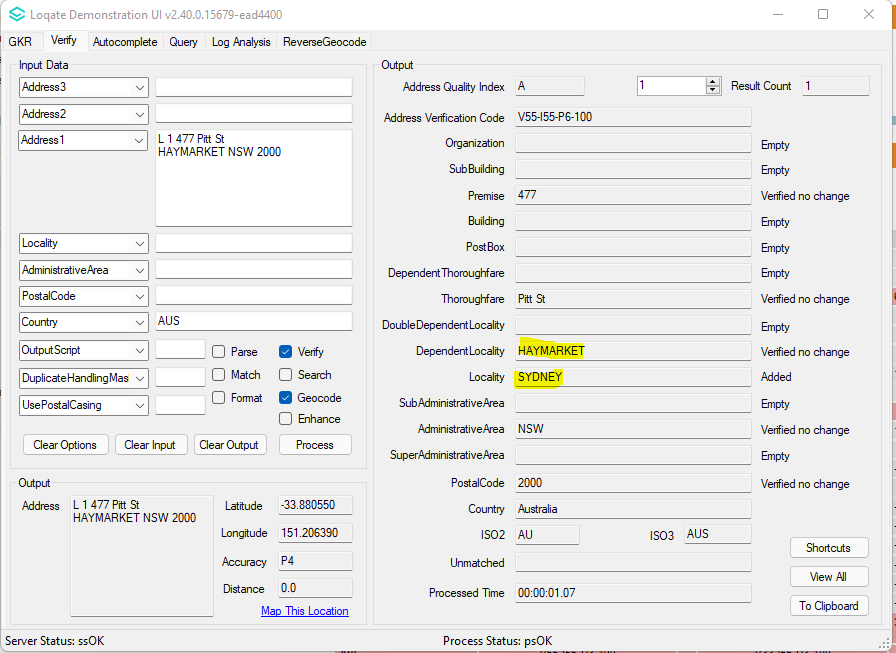 Loqate Demonstration UI v2.40.0.15679-ead4400
GKR Verify Autocomplete Query Log Analysis ReverseGeocode
Input Data
Address3
Address2
Address1 L 1 477 Pitt St
HAYMARKET NSW 2000
Locality
AdministrativeArea
PostalCode
Country AUS
OutputScript Parse Verify
DuplicateHandlingMas Match Search
UsePostalCasing Format Geocode
Enhance
Clear Options Clear Input Clear Output Process
Output
Address L 1 477 Pitt St
HAYMARKET NSW 2000
Latitude -33.880550
Longitude 151.206390
Accuracy P4
Distance 0.0
Map This Location
Output
Address Quality Index A 1 Result Count 1
Address Verification Code V55-I55-P6-100
Organization Empty
SubBuilding Empty
Premise 477 Verified no change
Building Empty
PostBox Empty
DependentThoroughfare Empty
Thoroughfare Pitt St Verified no change
DoubleDependentLocality Empty
DependentLocality HAYMARKET Verified no change
Locality SYDNEY Added
SubAdministrativeArea Empty
AdministrativeArea NSW Verified no change
SuperAdministrativeArea Empty
PostalCode 2000 Verified no change
Country Australia
ISO2 AU ISO3 AUS
Unmatched
Processed Time 00:00:01.07
Shortcuts
View All
To Clipboard
Server Status: ssOK Process Status: psOK